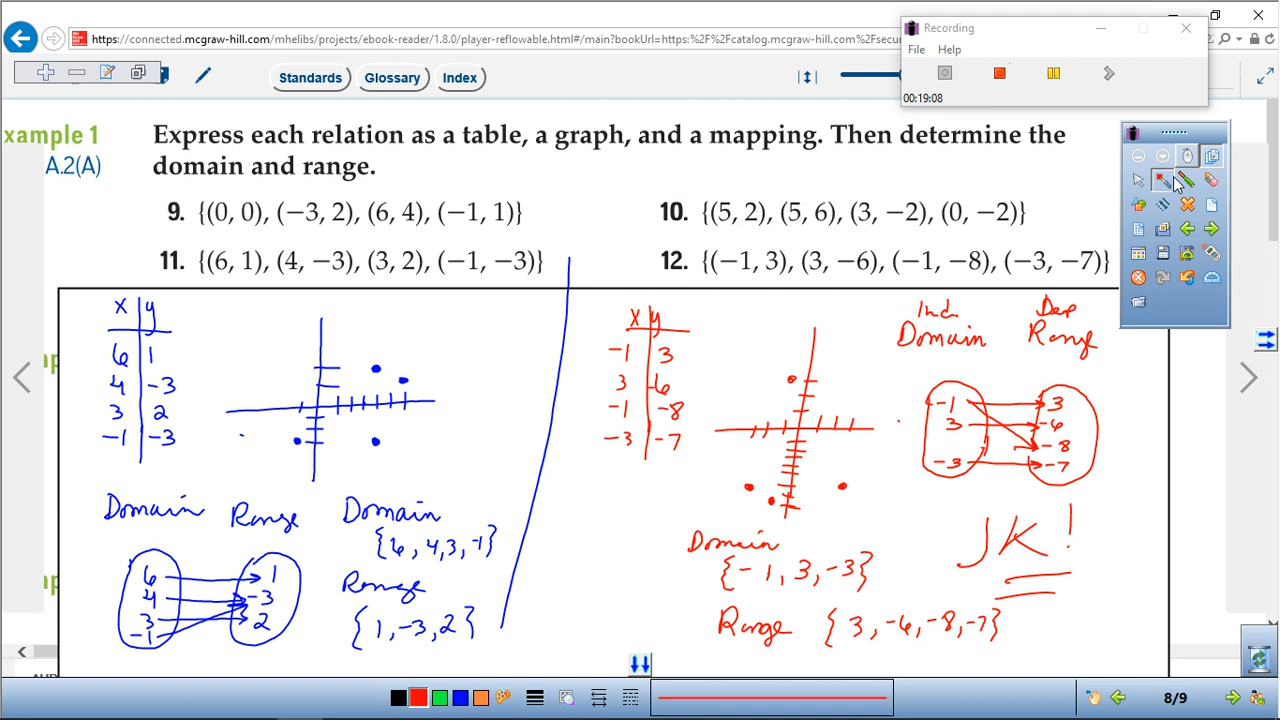 https://connected.mcgraw-hill.com/mhelibs/projects/ebook-reader/1.8.0/player-reflowable.html#/main?bookUrl=https:%2F%2Fcatalog.mcgraw-hill.com%2Fsecu
Recording
File Help
00:19:08
Standards Glossary Index
xample 1
A.2(A)
Express each relation as a table, a graph, and a mapping. Then determine the
domain and range.
9. {(0, 0), (−3, 2), (6, 4), (−1, 1)}
10. {(5, 2), (5, 6), (3, −2), (0, −2)}
11. {(6, 1), (4, −3), (3, 2), (−1, −3)}
12. {(−1, 3), (3, −6), (−1, −8), (−3, −7)}
x y
6 1
4 -3
3 2
-1 -3
Domain Range
6 1
4 -3
3 2
-1
Domain
{6, 4, 3, -1}
Range
{1, -3, 2}
x y
-1 3
3 -6
-1 -8
-3 -7
Ind. Dep
Domain Range
-1 3
3 -6
-8
-3 -7
Domain
{-1, 3, -3}
Range {3, -6, -8, -7}
JK!
8/9